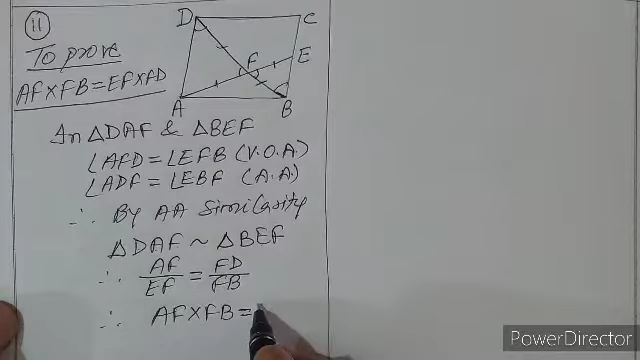 11
To prove
AF×FB=EF×FD
D
C
F
E
A
B
In ΔDAF & ΔBEF
∠AFD = ∠EFB (V.O.A.)
∠ADF = ∠EBF (A.A.)
∴ By AA Similarity
ΔDAF ~ ΔBEF
∴ AF/EF = FD/FB
∴ AF×FB =
PowerDirector